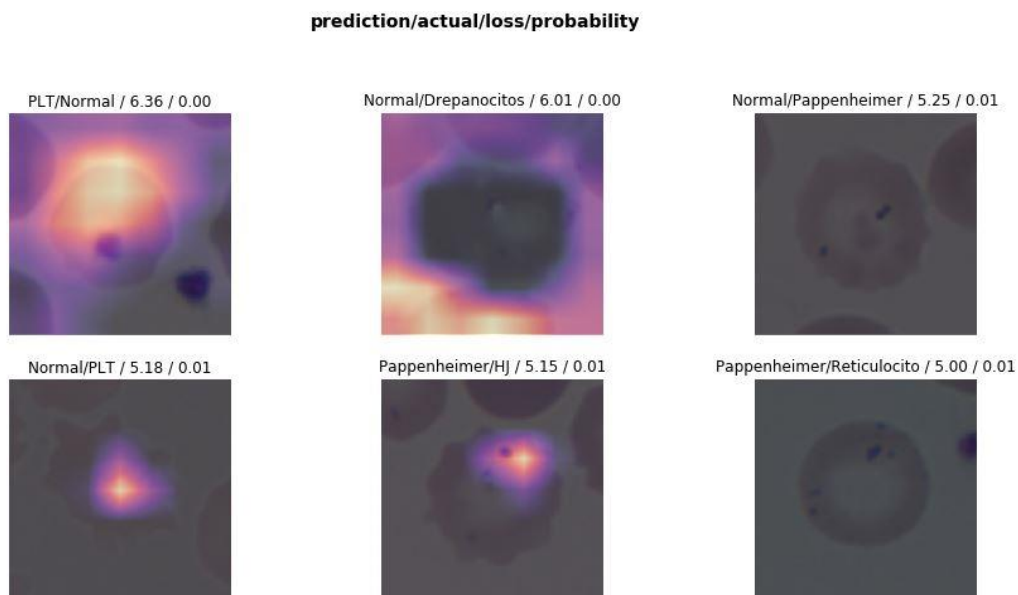 prediction/actual/loss/probability
PLT/Normal / 6.36 / 0.00
Normal/Drepanocitos / 6.01 / 0.00
Normal/Pappenheimer / 5.25 / 0.01
Normal/PLT / 5.18 / 0.01
Pappenheimer/HJ / 5.15 / 0.01
Pappenheimer/Reticulocito / 5.00 / 0.01